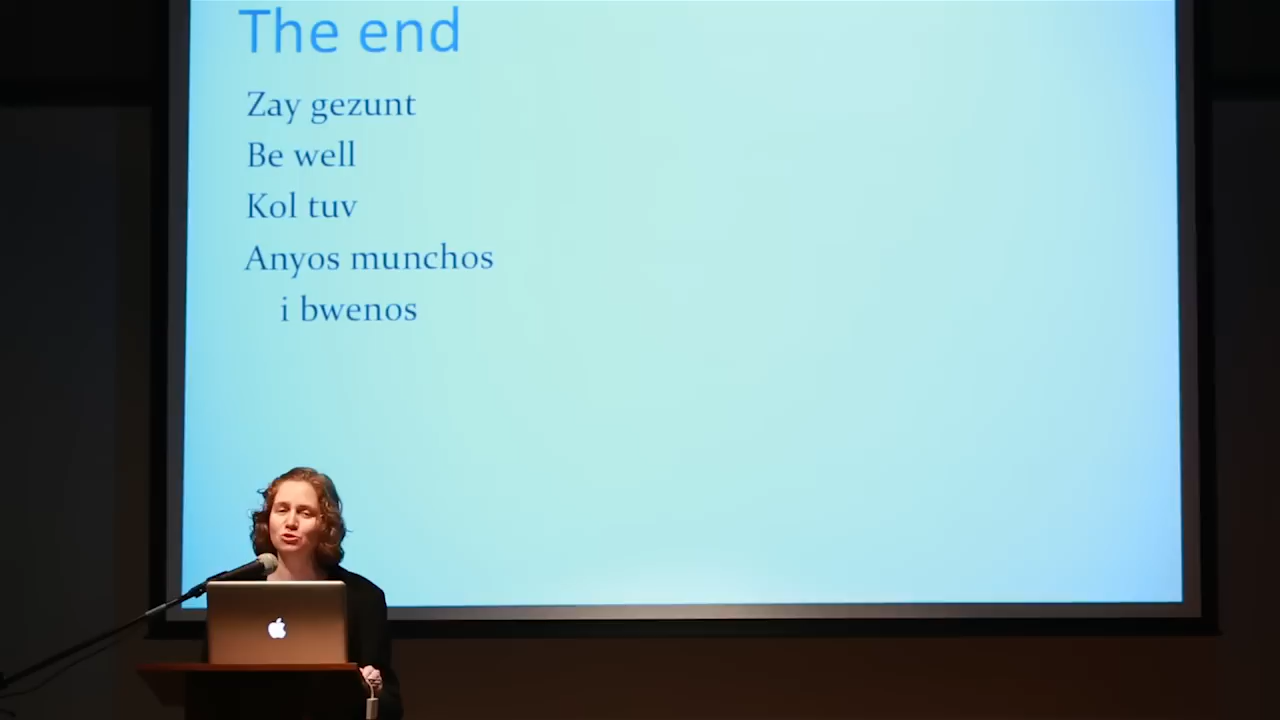 The end
Zay gezunt
Be well
Kol tuv
Anyos munchos
i bwenos